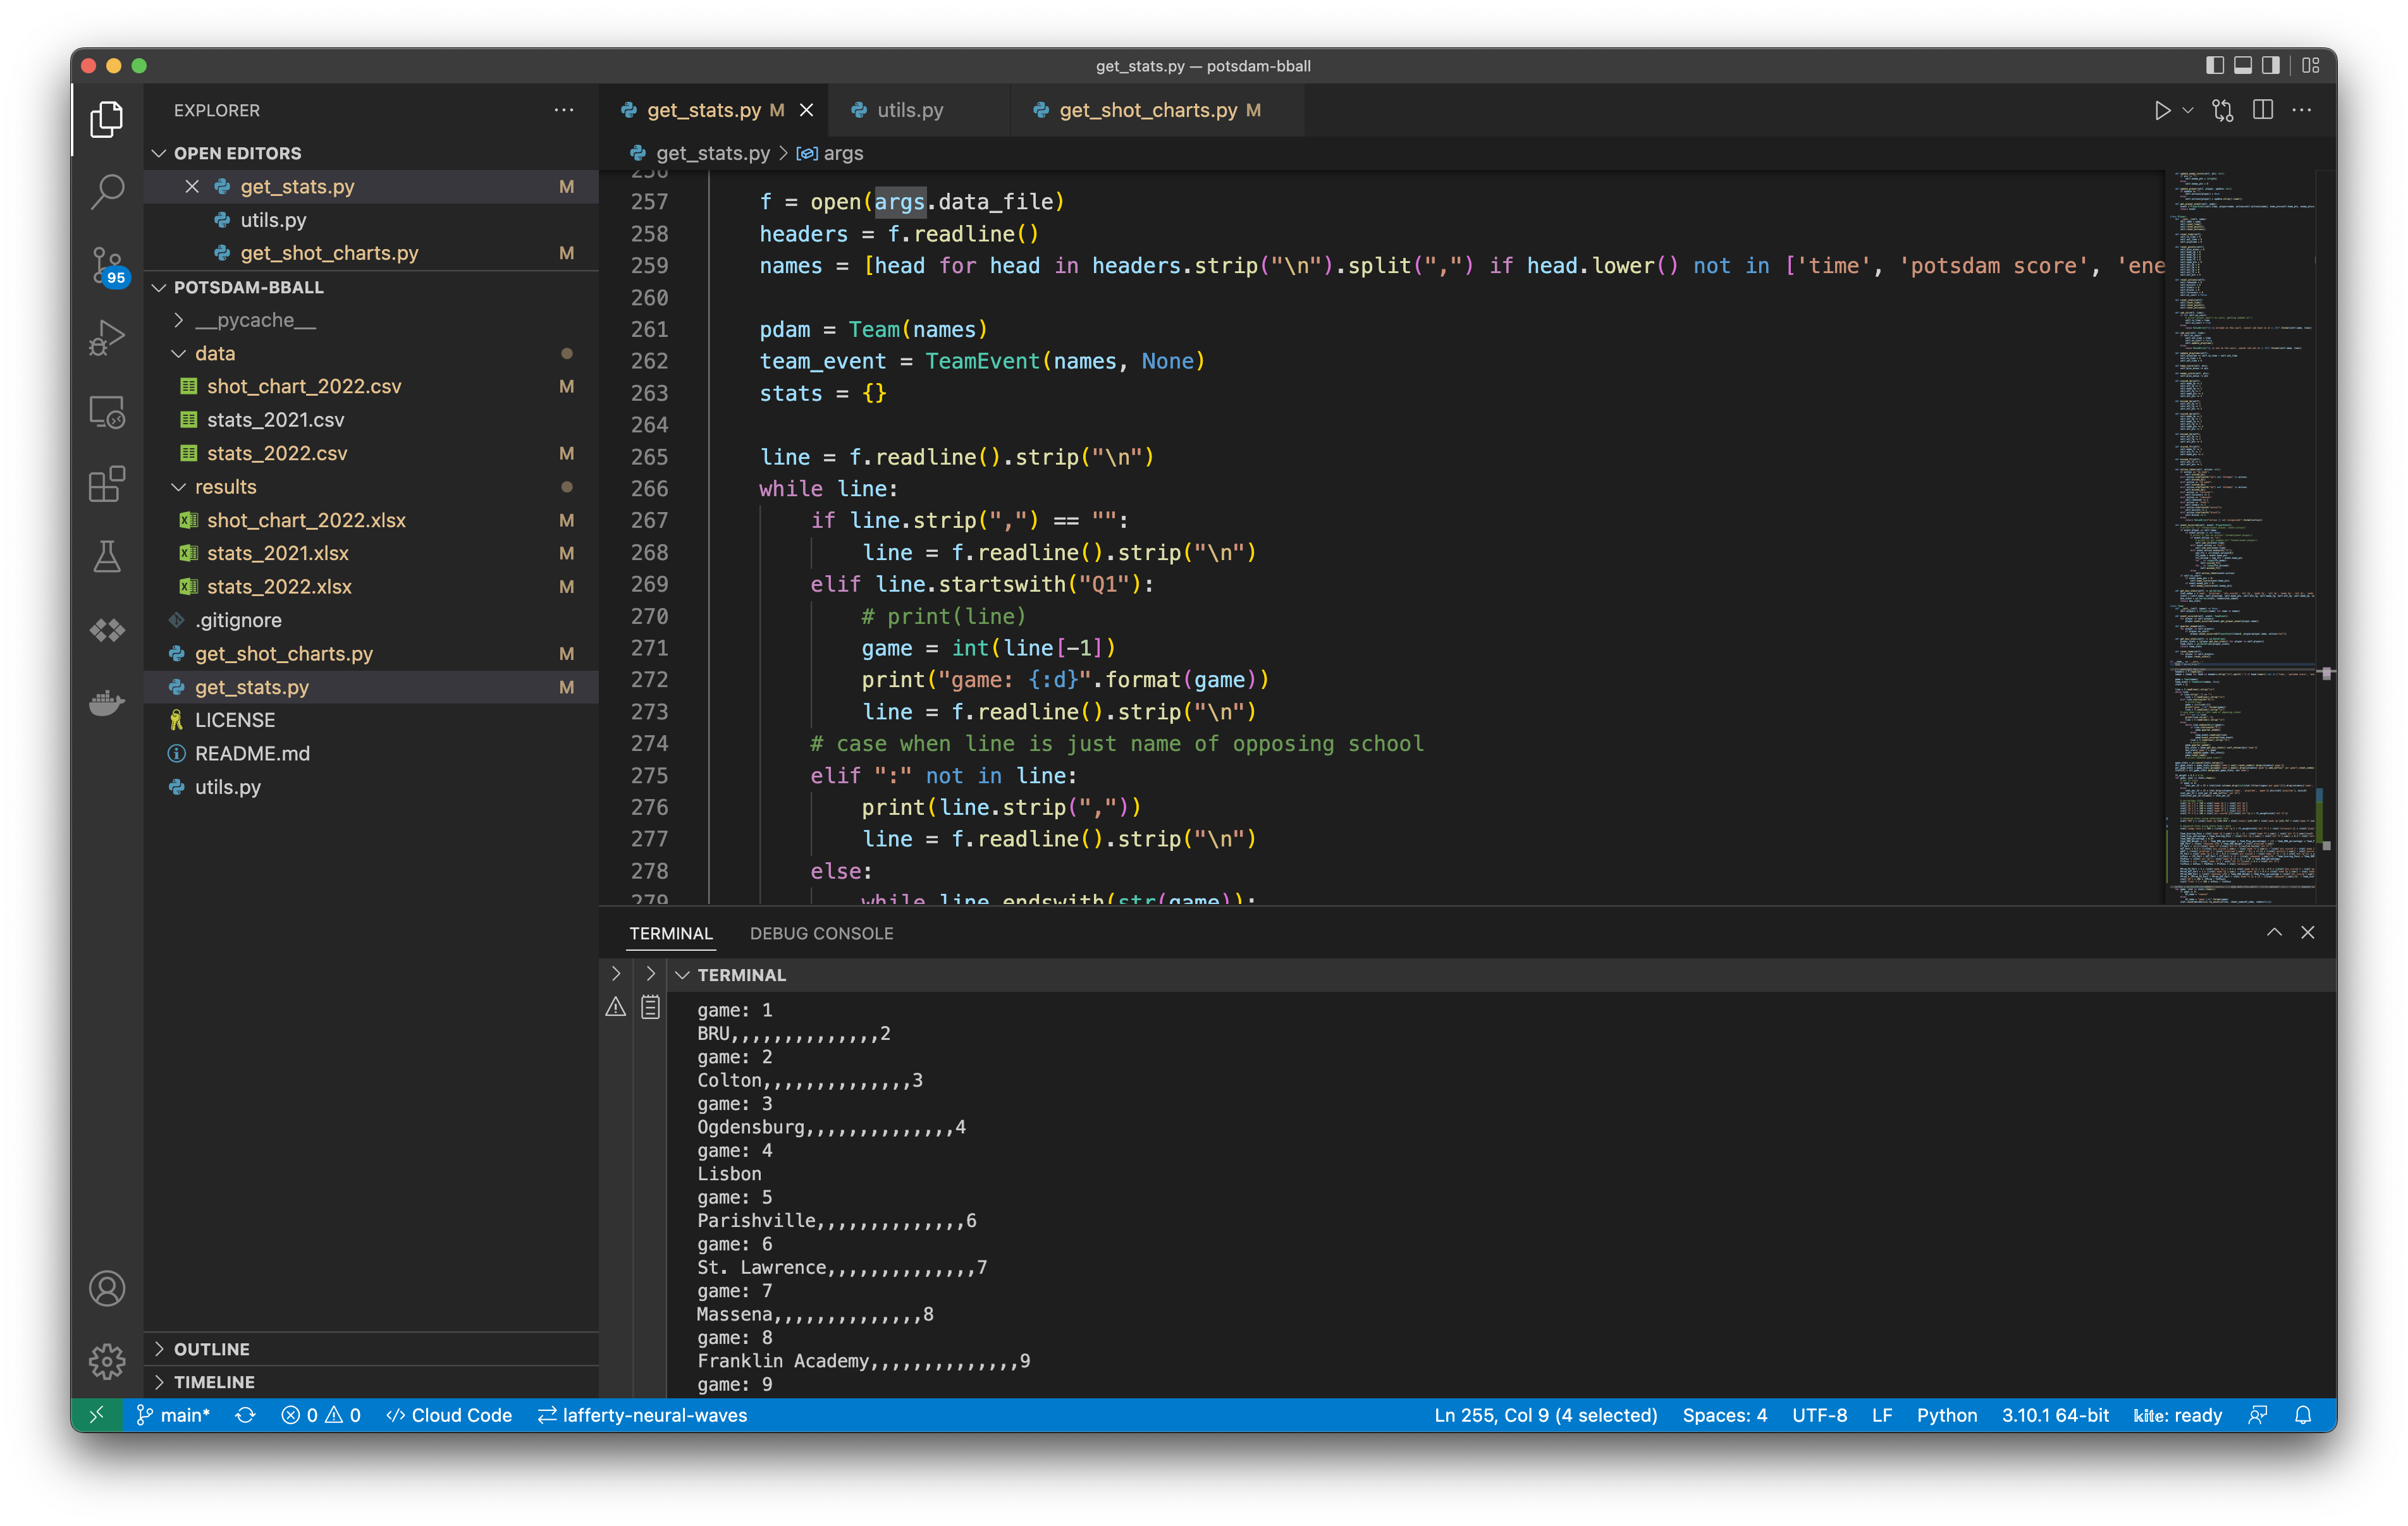 get_stats.py — potsdam-bball
EXPLORER
OPEN EDITORS
get_stats.py M
utils.py
get_shot_charts.py M
POTSDAM-BBALL
__pycache__
data
shot_chart_2022.csv M
stats_2021.csv
stats_2022.csv M
results
shot_chart_2022.xlsx M
stats_2021.xlsx M
stats_2022.xlsx M
.gitignore
get_shot_charts.py M
get_stats.py M
LICENSE
README.md
utils.py
OUTLINE
TIMELINE
95
get_stats.py M
utils.py
get_shot_charts.py M
get_stats.py > args
256
257 f = open(args.data_file)
258 headers = f.readline()
259 names = [head for head in headers.strip("\n").split(",") if head.lower() not in ['time', 'potsdam score', 'ene
260
261 pdam = Team(names)
262 team_event = TeamEvent(names, None)
263 stats = {}
264
265 line = f.readline().strip("\n")
266 while line:
267 if line.strip(",") == "":
268 line = f.readline().strip("\n")
269 elif line.startswith("Q1"):
270 # print(line)
271 game = int(line[-1])
272 print("game: {:d}".format(game))
273 line = f.readline().strip("\n")
274 # case when line is just name of opposing school
275 elif ":" not in line:
276 print(line.strip(","))
277 line = f.readline().strip("\n")
278 else:
279 while line.endswith(str(game)):
TERMINAL DEBUG CONSOLE
TERMINAL
game: 1
BRU,,,,,,,,,,,,,,2
game: 2
Colton,,,,,,,,,,,,,,3
game: 3
Ogdensburg,,,,,,,,,,,,,,4
game: 4
Lisbon
game: 5
Parishville,,,,,,,,,,,,,,6
game: 6
St. Lawrence,,,,,,,,,,,,,,7
game: 7
Massena,,,,,,,,,,,,,,8
game: 8
Franklin Academy,,,,,,,,,,,,,,9
game: 9
main* 0 0 Cloud Code lafferty-neural-waves Ln 255, Col 9 (4 selected) Spaces: 4 UTF-8 LF Python 3.10.1 64-bit kite: ready